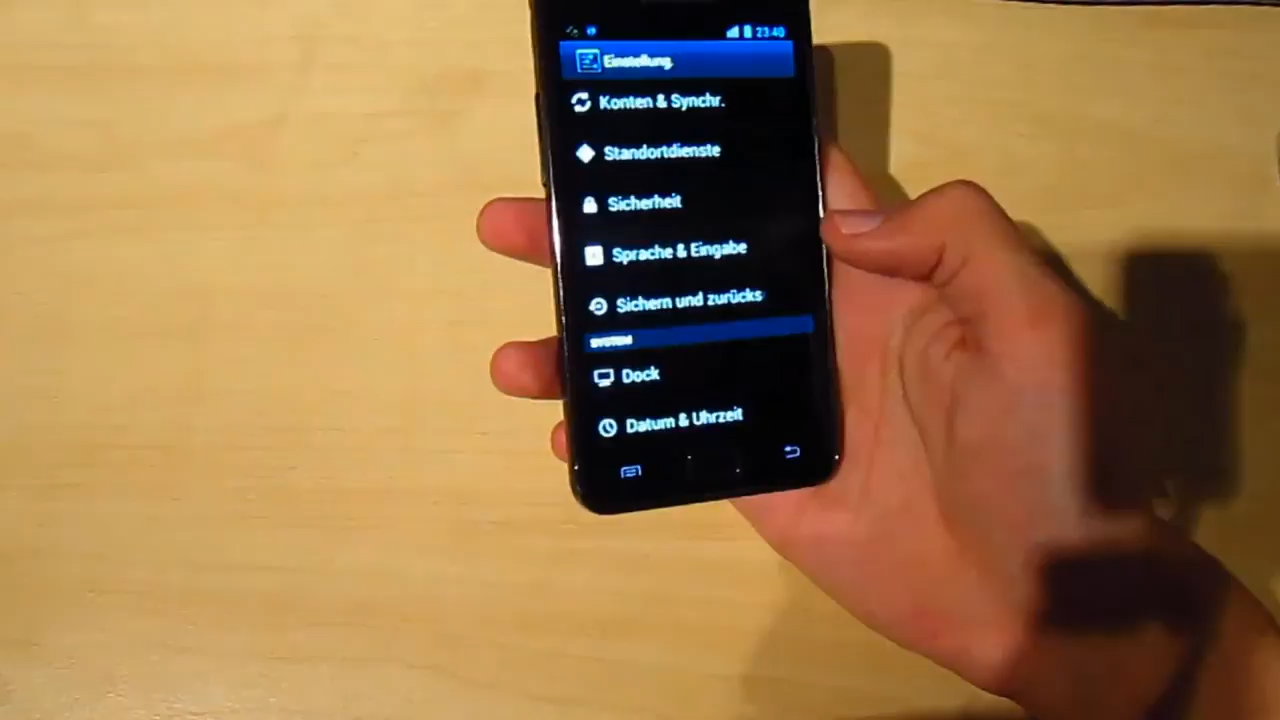 23:40
Einstellung.
Konten & Synchr.
Standortdienste
Sicherheit
Sprache & Eingabe
Sichern und zurücks
SYSTEM
Dock
Datum & Uhrzeit